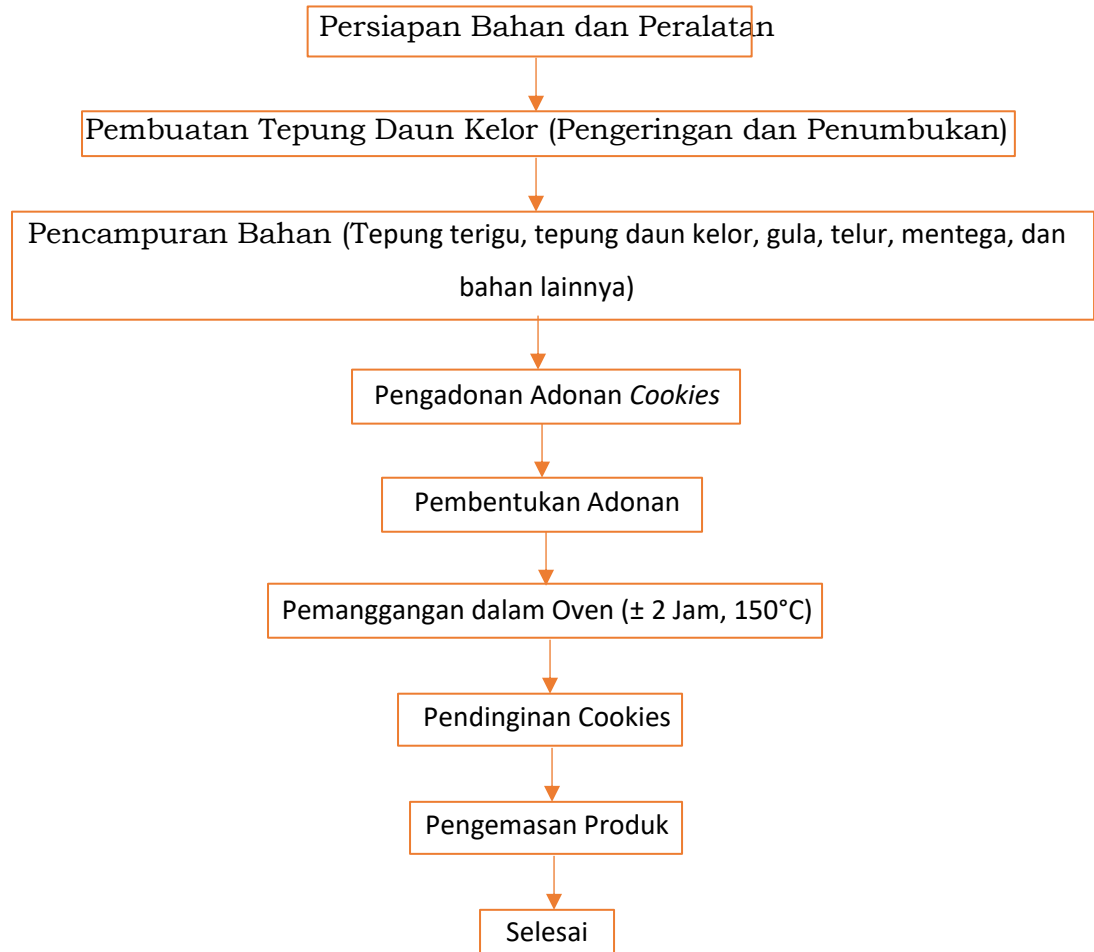 Persiapan Bahan dan Peralatan
Pembuatan Tepung Daun Kelor (Pengeringan dan Penumbukan)
Pencampuran Bahan (Tepung terigu, tepung daun kelor, gula, telur, mentega, dan
bahan lainnya)
Pengadonan Adonan Cookies
Pembentukan Adonan
Pemanggangan dalam Oven (± 2 Jam, 150°C)
Pendinginan Cookies
Pengemasan Produk
Selesai